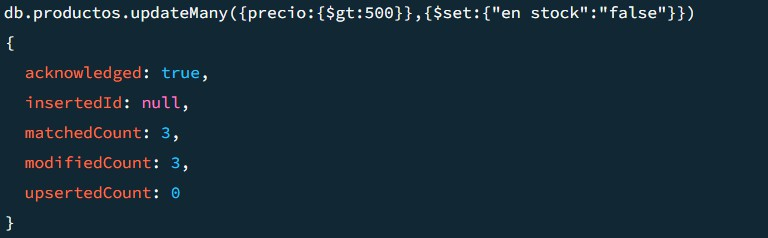 db.productos.updateMany({precio:{$gt:500}},{$set:{"en stock":"false"}})
{
  acknowledged: true,
  insertedId: null,
  matchedCount: 3,
  modifiedCount: 3,
  upsertedCount: 0
}